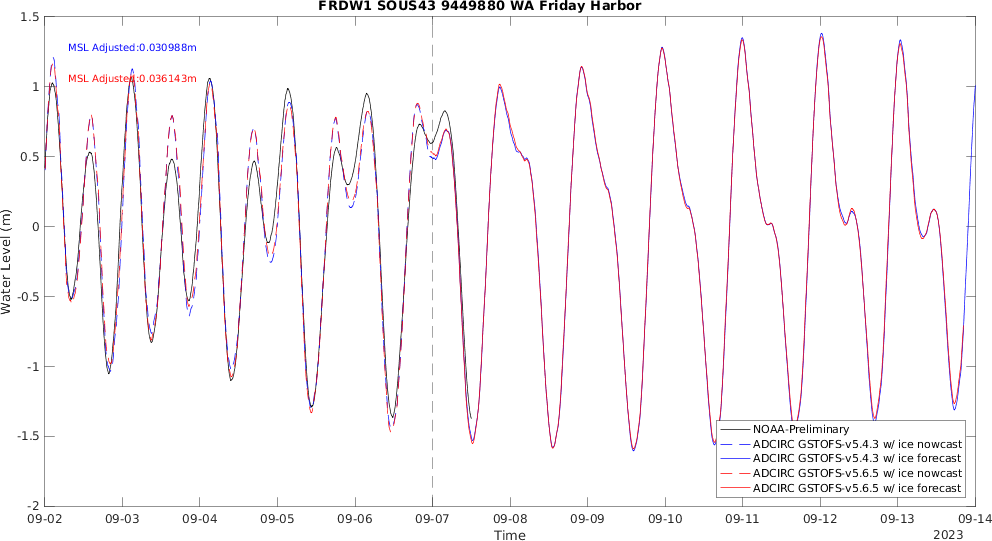 FRDW1 SOUS43 9449880 WA Friday Harbor
MSL Adjusted:0.030988m
MSL Adjusted:0.036143m
Water Level (m)
1.5
1
0.5
0
-0.5
-1
-1.5
-2
NOAA-Preliminary
ADCIRC GSTOFS-v5.4.3 w/ ice nowcast
ADCIRC GSTOFS-v5.4.3 w/ ice forecast
ADCIRC GSTOFS-v5.6.5 w/ ice nowcast
ADCIRC GSTOFS-v5.6.5 w/ ice forecast
09-02 09-03 09-04 09-05 09-06 09-07 09-08 09-09 09-10 09-11 09-12 09-13 09-14
Time
2023